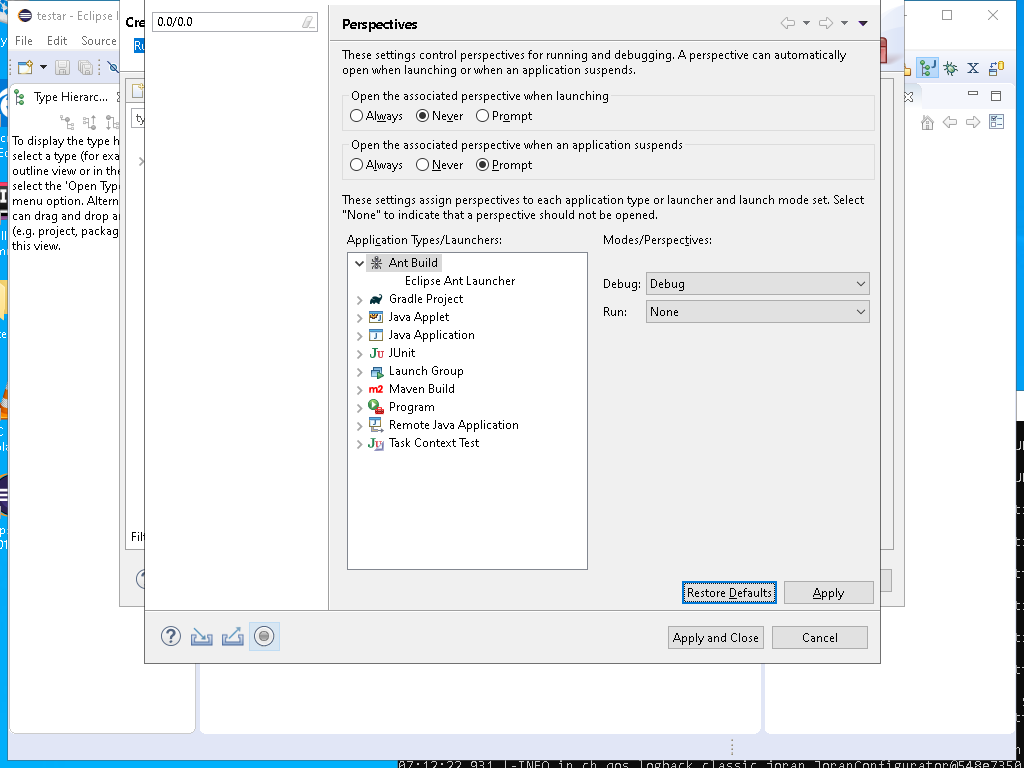 testar - Eclipse I
File Edit Source
Type Hierarc...
To display the type h
select a type (for exa
outline view or in the
select the 'Open Type
menu option. Altern
can drag and drop a
(e.g. project, packag
this view.
Cre
Ru
ty
Filt
0.0/0.0
Perspectives
These settings control perspectives for running and debugging. A perspective can automatically
open when launching or when an application suspends.
Open the associated perspective when launching
Always Never Prompt
Open the associated perspective when an application suspends
Always Never Prompt
These settings assign perspectives to each application type or launcher and launch mode set. Select
"None" to indicate that a perspective should not be opened.
Application Types/Launchers:
Ant Build
Eclipse Ant Launcher
Gradle Project
Java Applet
Java Application
JUnit
Launch Group
Maven Build
Program
Remote Java Application
Task Context Test
Modes/Perspectives:
Debug: Debug
Run: None
Restore Defaults Apply
Apply and Close Cancel
07:12:22,931 |-INFO in ch.qos.logback.classic.joran.JoranConfigurator@548e7350